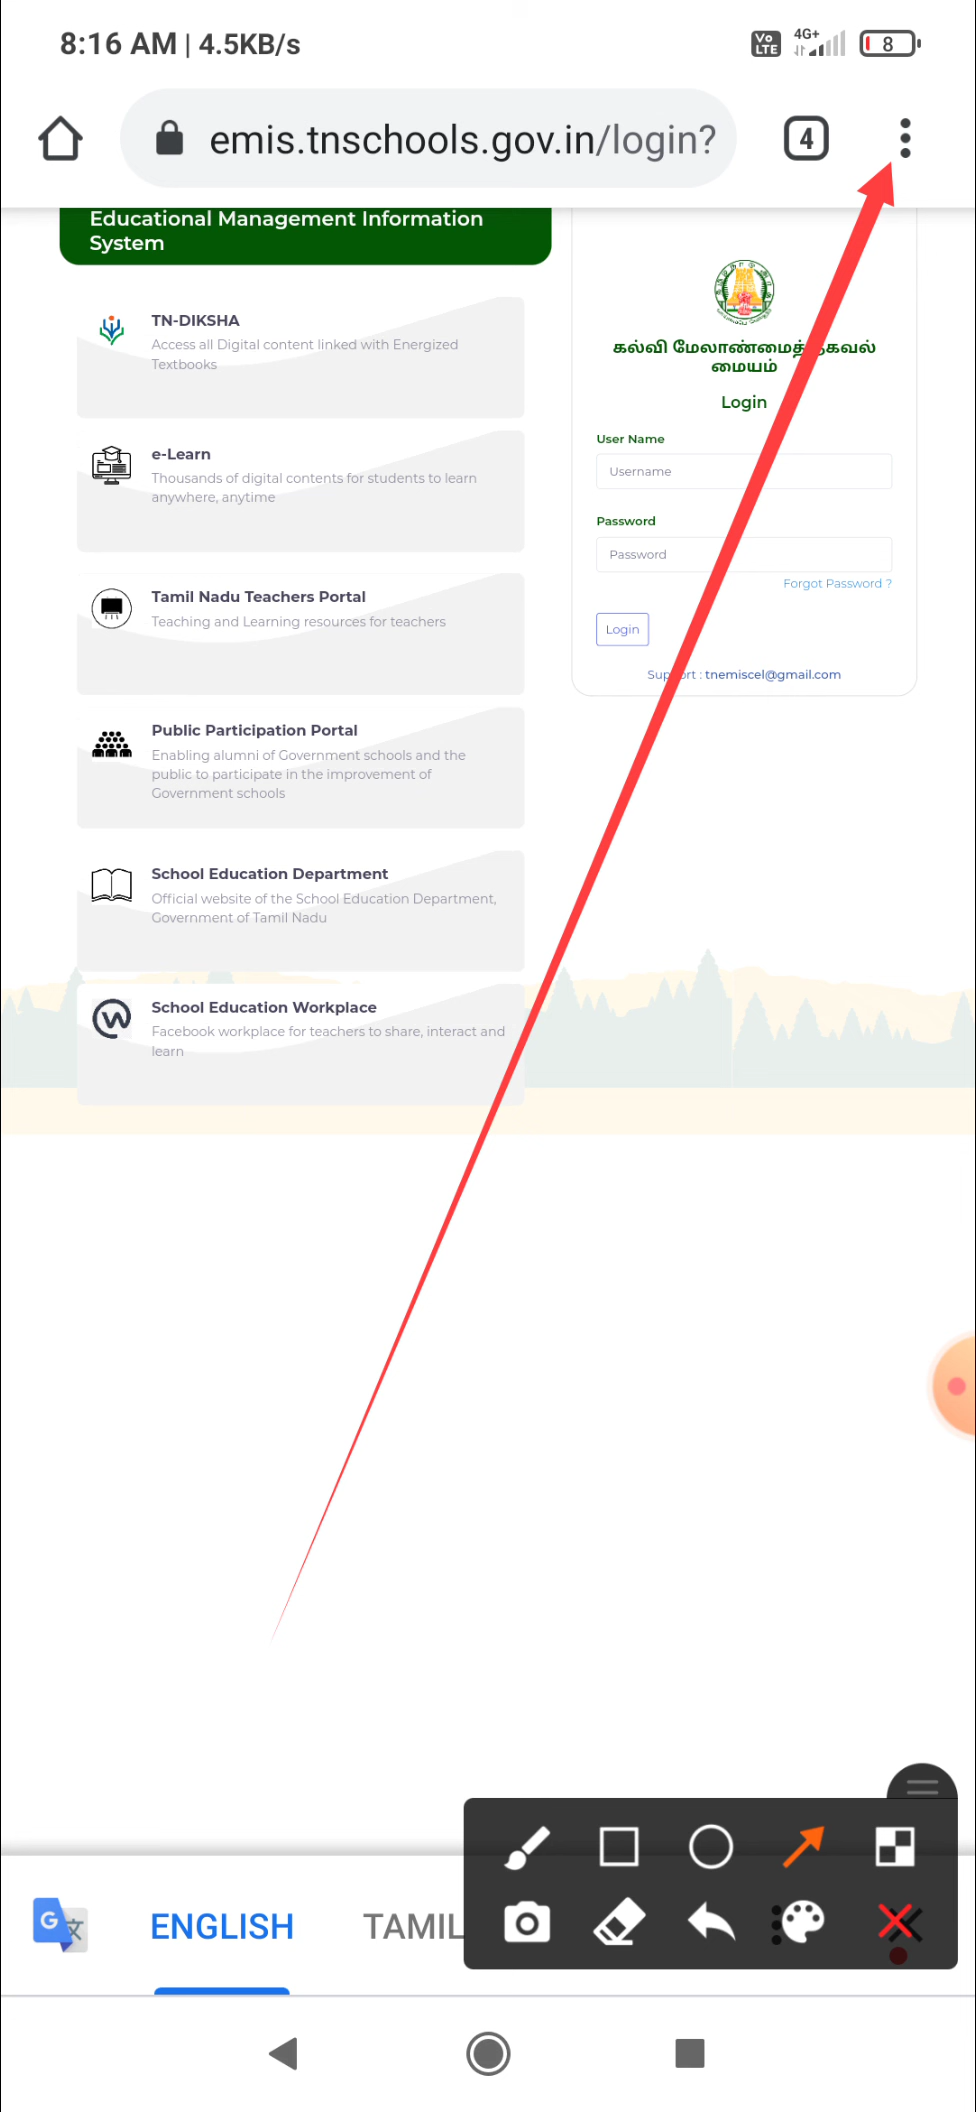 8:16 AM | 4.5KB/s
Vo
LTE
4G+
8
emis.tnschools.gov.in/login?
4
Educational Management Information
System
TN-DIKSHA
Access all Digital content linked with Energized
Textbooks
e-Learn
Thousands of digital contents for students to learn
anywhere, anytime
Tamil Nadu Teachers Portal
Teaching and Learning resources for teachers
Public Participation Portal
Enabling alumni of Government schools and the
public to participate in the improvement of
Government schools
School Education Department
Official website of the School Education Department,
Government of Tamil Nadu
School Education Workplace
Facebook workplace for teachers to share, interact and
learn
கல்வி மேலாண்மைத் தகவல்
மையம்
Login
User Name
Username
Password
Password
Forgot Password ?
Login
Support : tnemiscel@gmail.com
G 文
ENGLISH
TAMIL